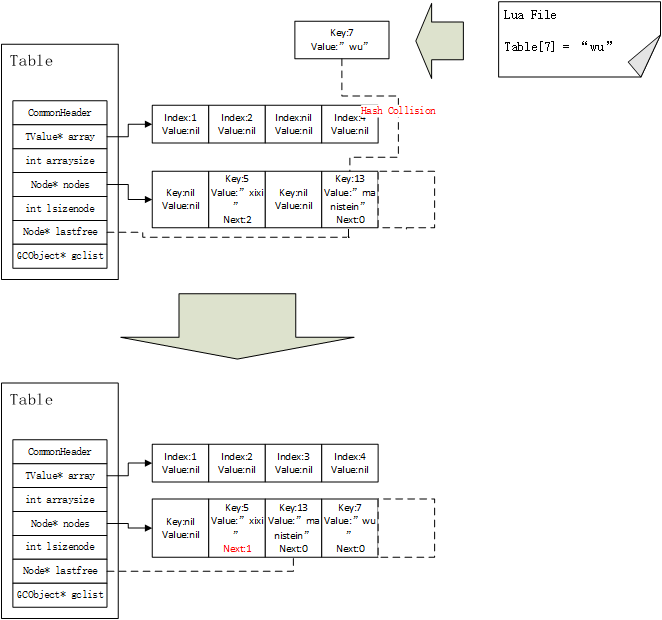 Lua File
Table[7] = “wu”
Key:7
Value:”wu”
Hash Collision
Table
CommonHeader
TValue* array
int arraysize
Node* nodes
int lsizenode
Node* lastfree
GCObject* gclist
Index:1
Value:nil
Index:2
Value:nil
Index:nil
Value:nil
Index:4
Value:nil
Key:nil
Value:nil
Key:5
Value:”xixi
”
Next:2
Key:nil
Value:nil
Key:13
Value:”ma
nistein”
Next:0
Table
CommonHeader
TValue* array
int arraysize
Node* nodes
int lsizenode
Node* lastfree
GCObject* gclist
Index:1
Value:nil
Index:2
Value:nil
Index:3
Value:nil
Index:4
Value:nil
Key:nil
Value:nil
Key:5
Value:”xixi
”
Next:1
Key:13
Value:”ma
nistein”
Next:0
Key:7
Value:”wu
”
Next:0